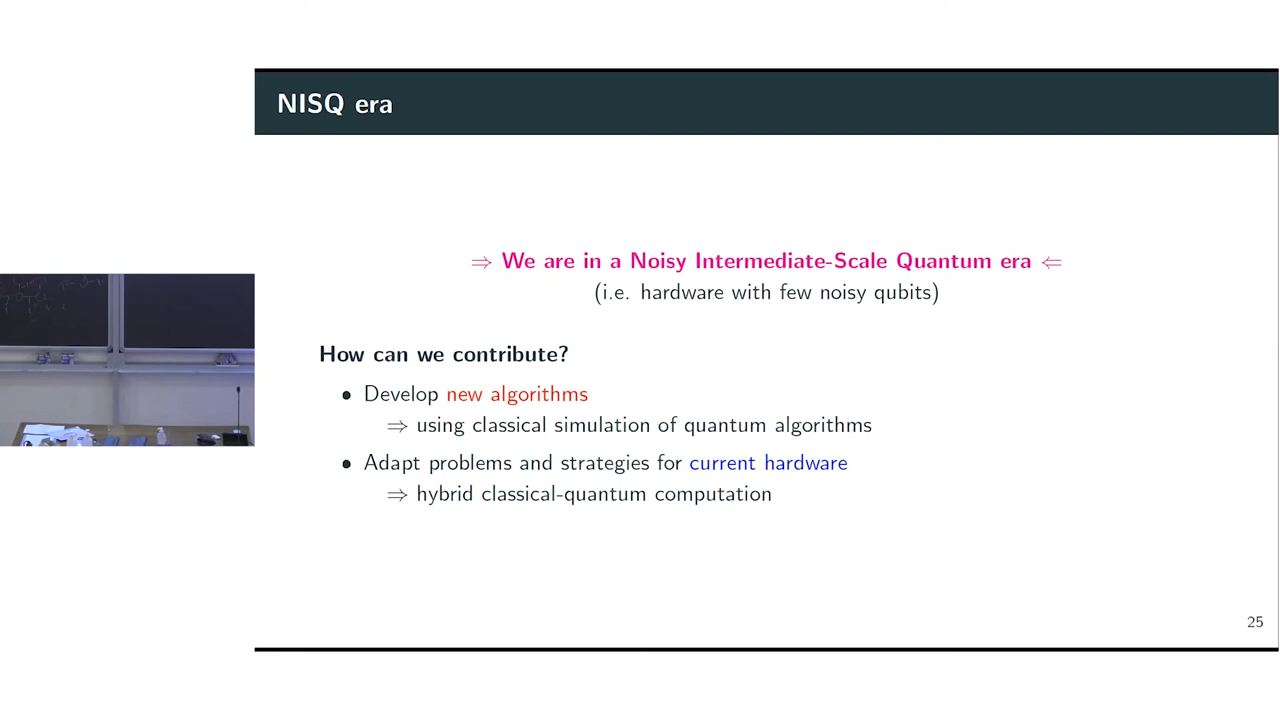 NISQ era
⇒ We are in a Noisy Intermediate-Scale Quantum era ⇐
(i.e. hardware with few noisy qubits)
How can we contribute?
• Develop new algorithms
⇒ using classical simulation of quantum algorithms
• Adapt problems and strategies for current hardware
⇒ hybrid classical-quantum computation
25